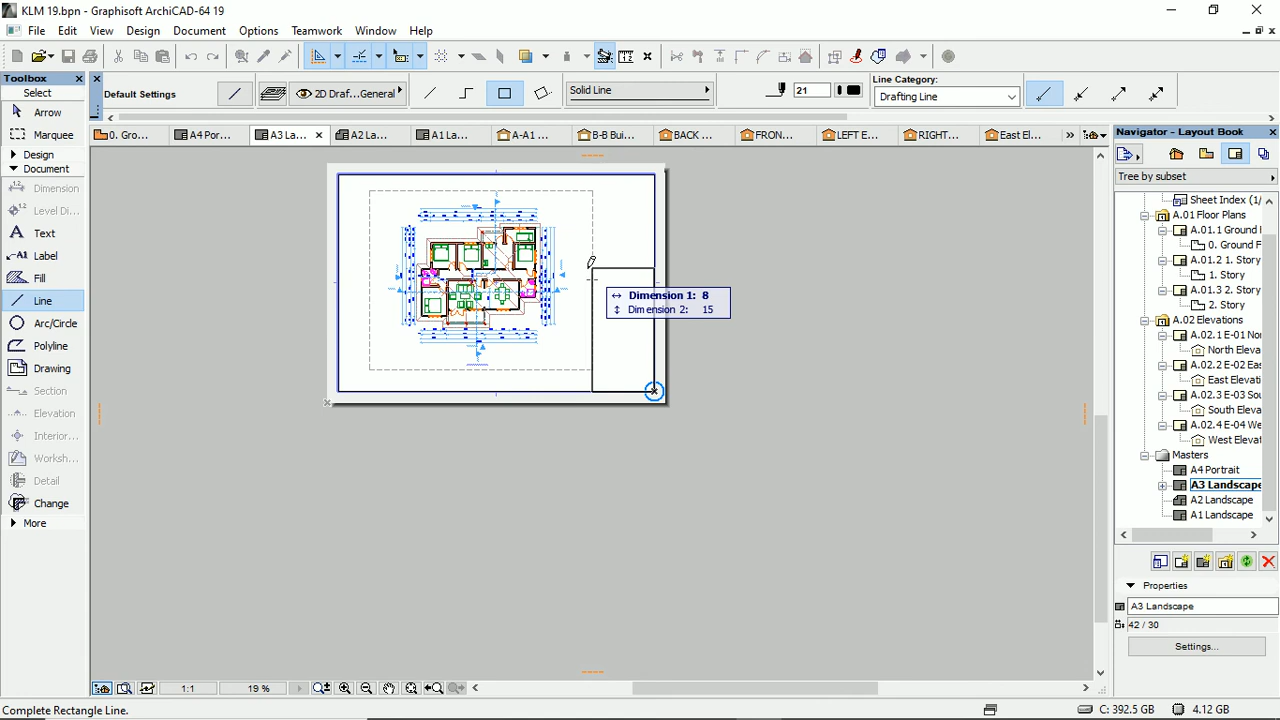 KLM 19.bpn - Graphisoft ArchiCAD-64 19
File Edit View Design Document Options Teamwork Window Help
Toolbox
Select
Default Settings
2D Draf...General
Solid Line
21
Line Category:
Drafting Line
Arrow
Marquee
Design
Document
Dimension
Level Di...
Text
Label
Fill
Line
Arc/Circle
Polyline
Drawing
Section
Elevation
Interior...
Worksh...
Detail
Change
More
0. Gro...
A4 Por...
A3 La...
A2 La...
A1 La...
A-A1 ...
B-B Bui...
BACK ...
FRON...
LEFT E...
RIGHT...
East El...
Dimension 1: 8
Dimension 2: 15
Navigator - Layout Book
Tree by subset
Sheet Index (1/
A.01 Floor Plans
A.01.1 Ground
0. Ground F
A.01.2 1. Story
1. Story
A.01.3 2. Story
2. Story
A.02 Elevations
A.02.1 E-01 No
North Eleva
A.02.2 E-02 Eas
East Elevati
A.02.3 E-03 Sou
South Eleva
A.02.4 E-04 We
West Elevat
Masters
A4 Portrait
A3 Landscape
A2 Landscape
A1 Landscape
Properties
A3 Landscape
42 / 30
Settings...
1:1
19 %
Complete Rectangle Line.
C: 392.5 GB
4.12 GB